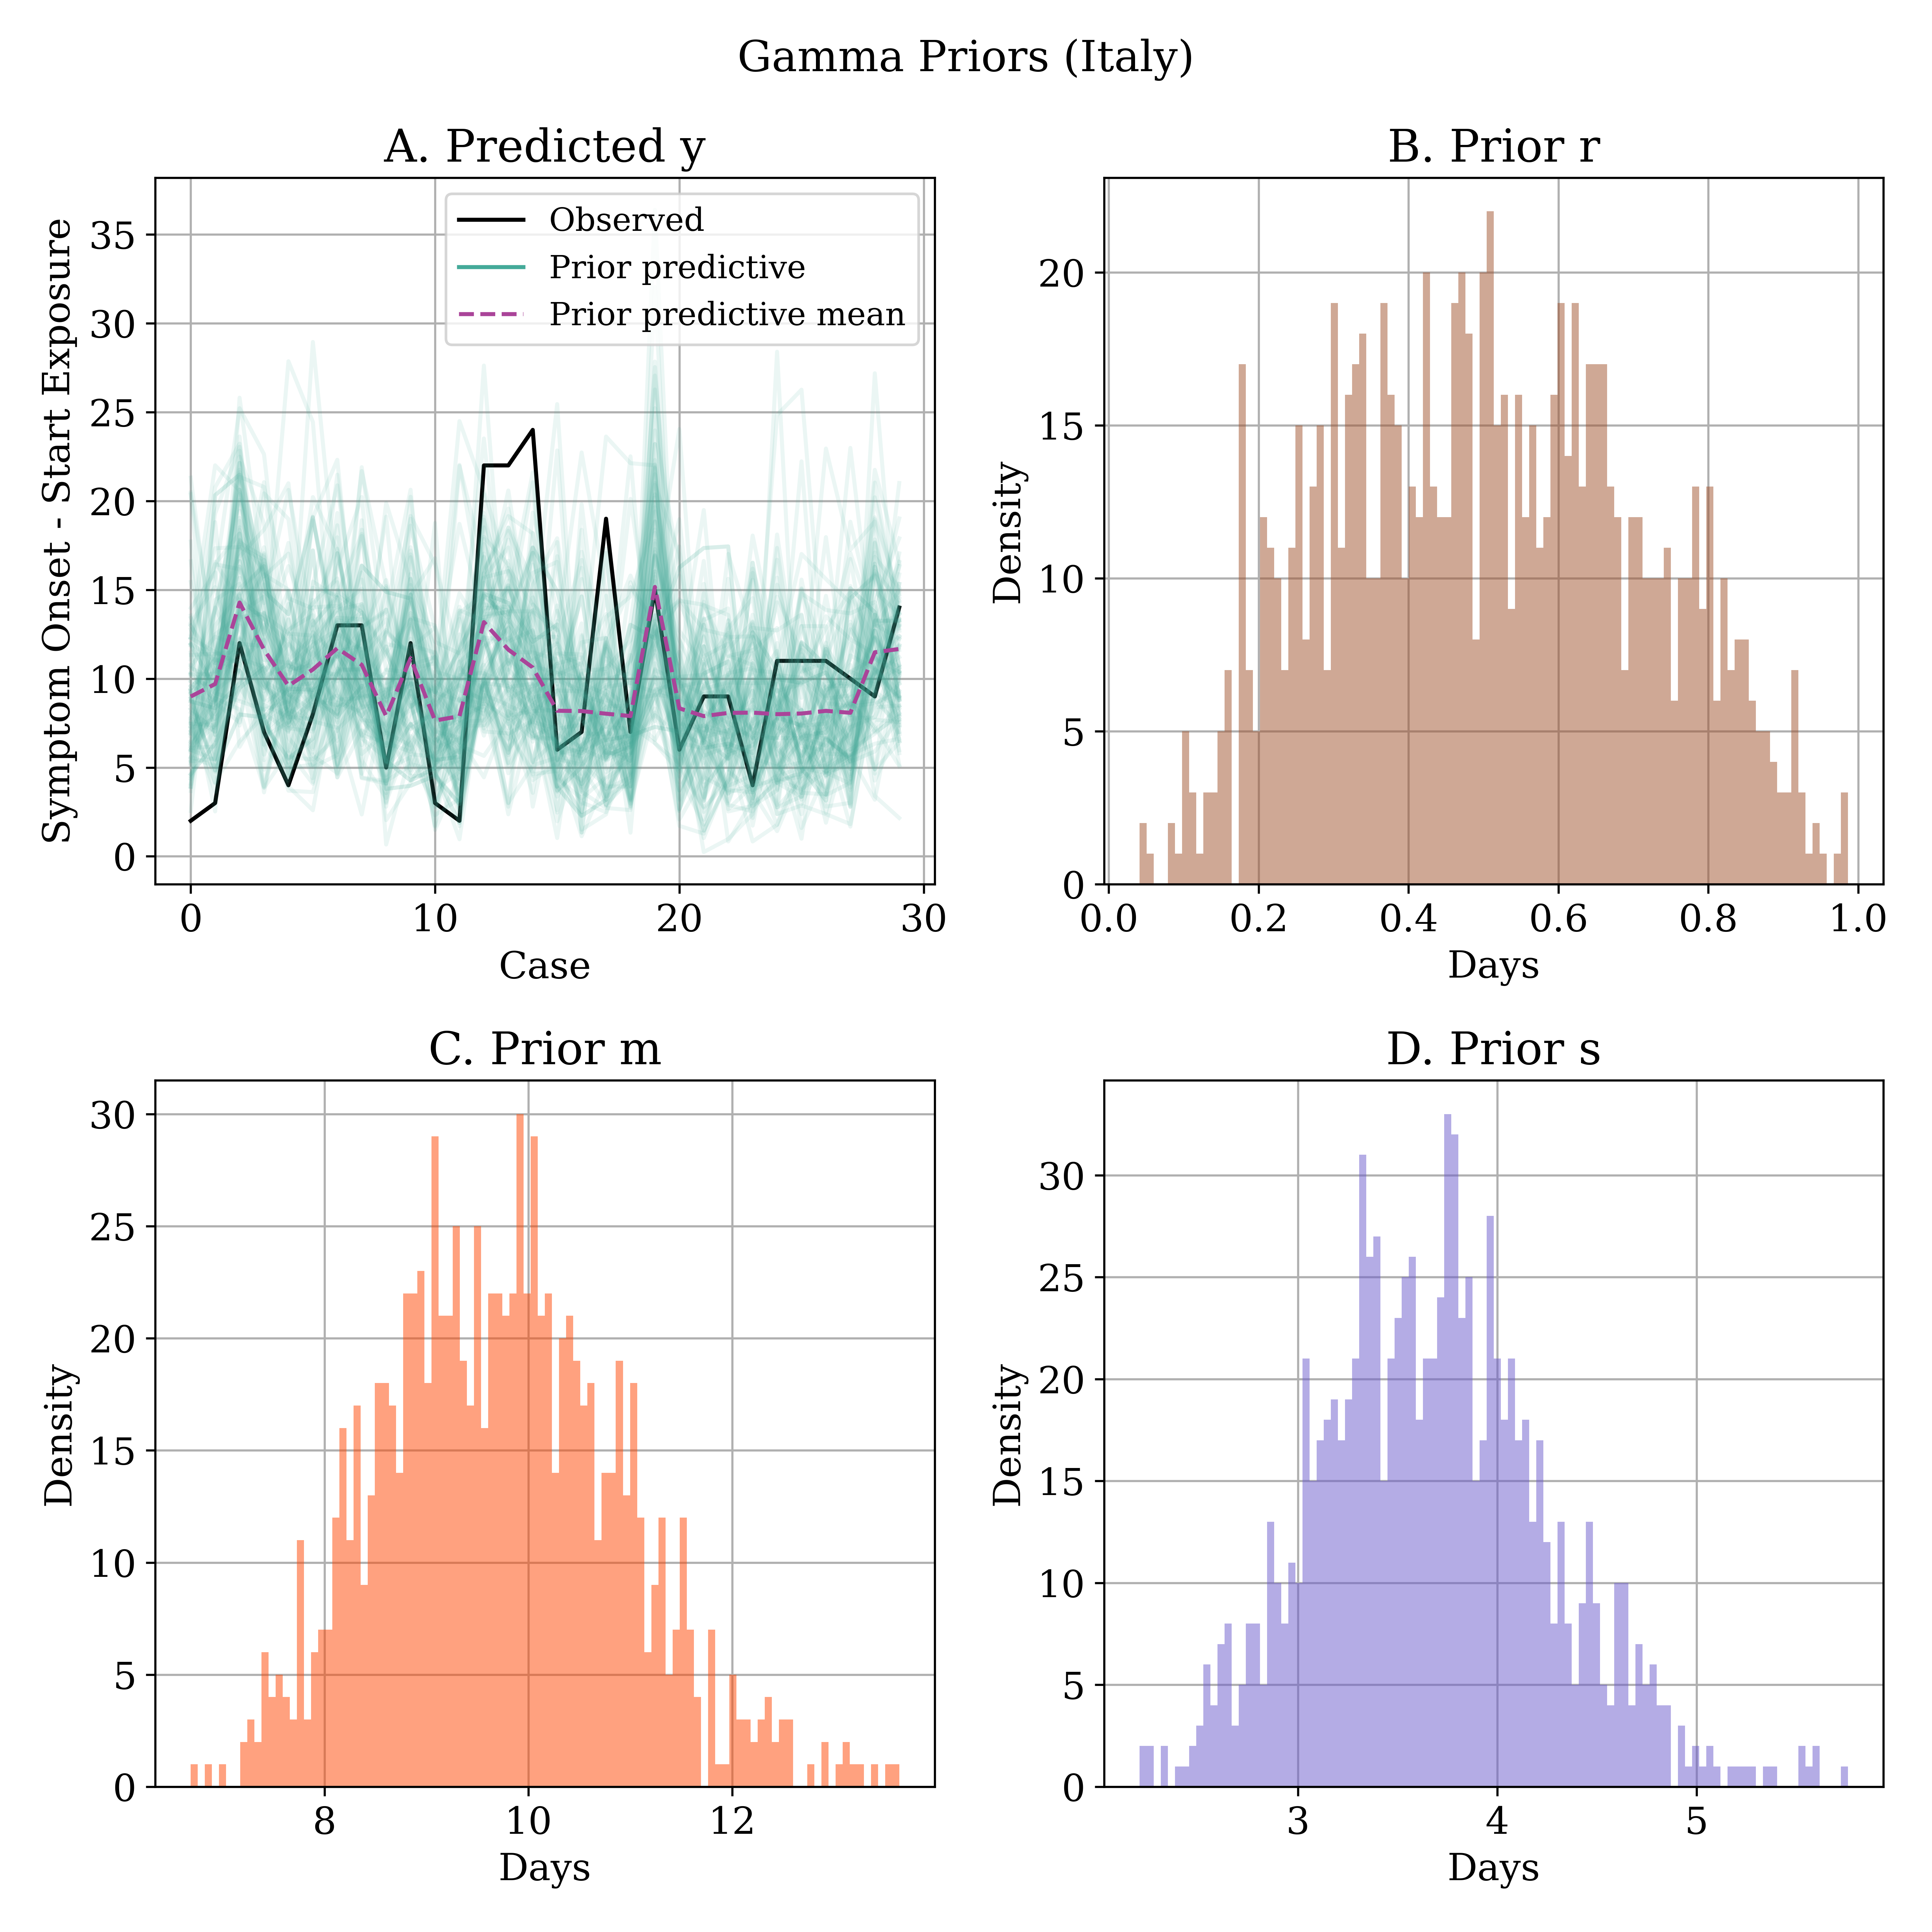 Gamma Priors (Italy)
A. Predicted y
Symptom Onset - Start Exposure
35
30
25
20
15
10
5
0
Observed
Prior predictive
Prior predictive mean
0 10 20 30
Case
B. Prior r
Density
20
15
10
5
0
0.0 0.2 0.4 0.6 0.8 1.0
Days
C. Prior m
Density
30
25
20
15
10
5
0
8 10 12
Days
D. Prior s
Density
30
25
20
15
10
5
0
3 4 5
Days